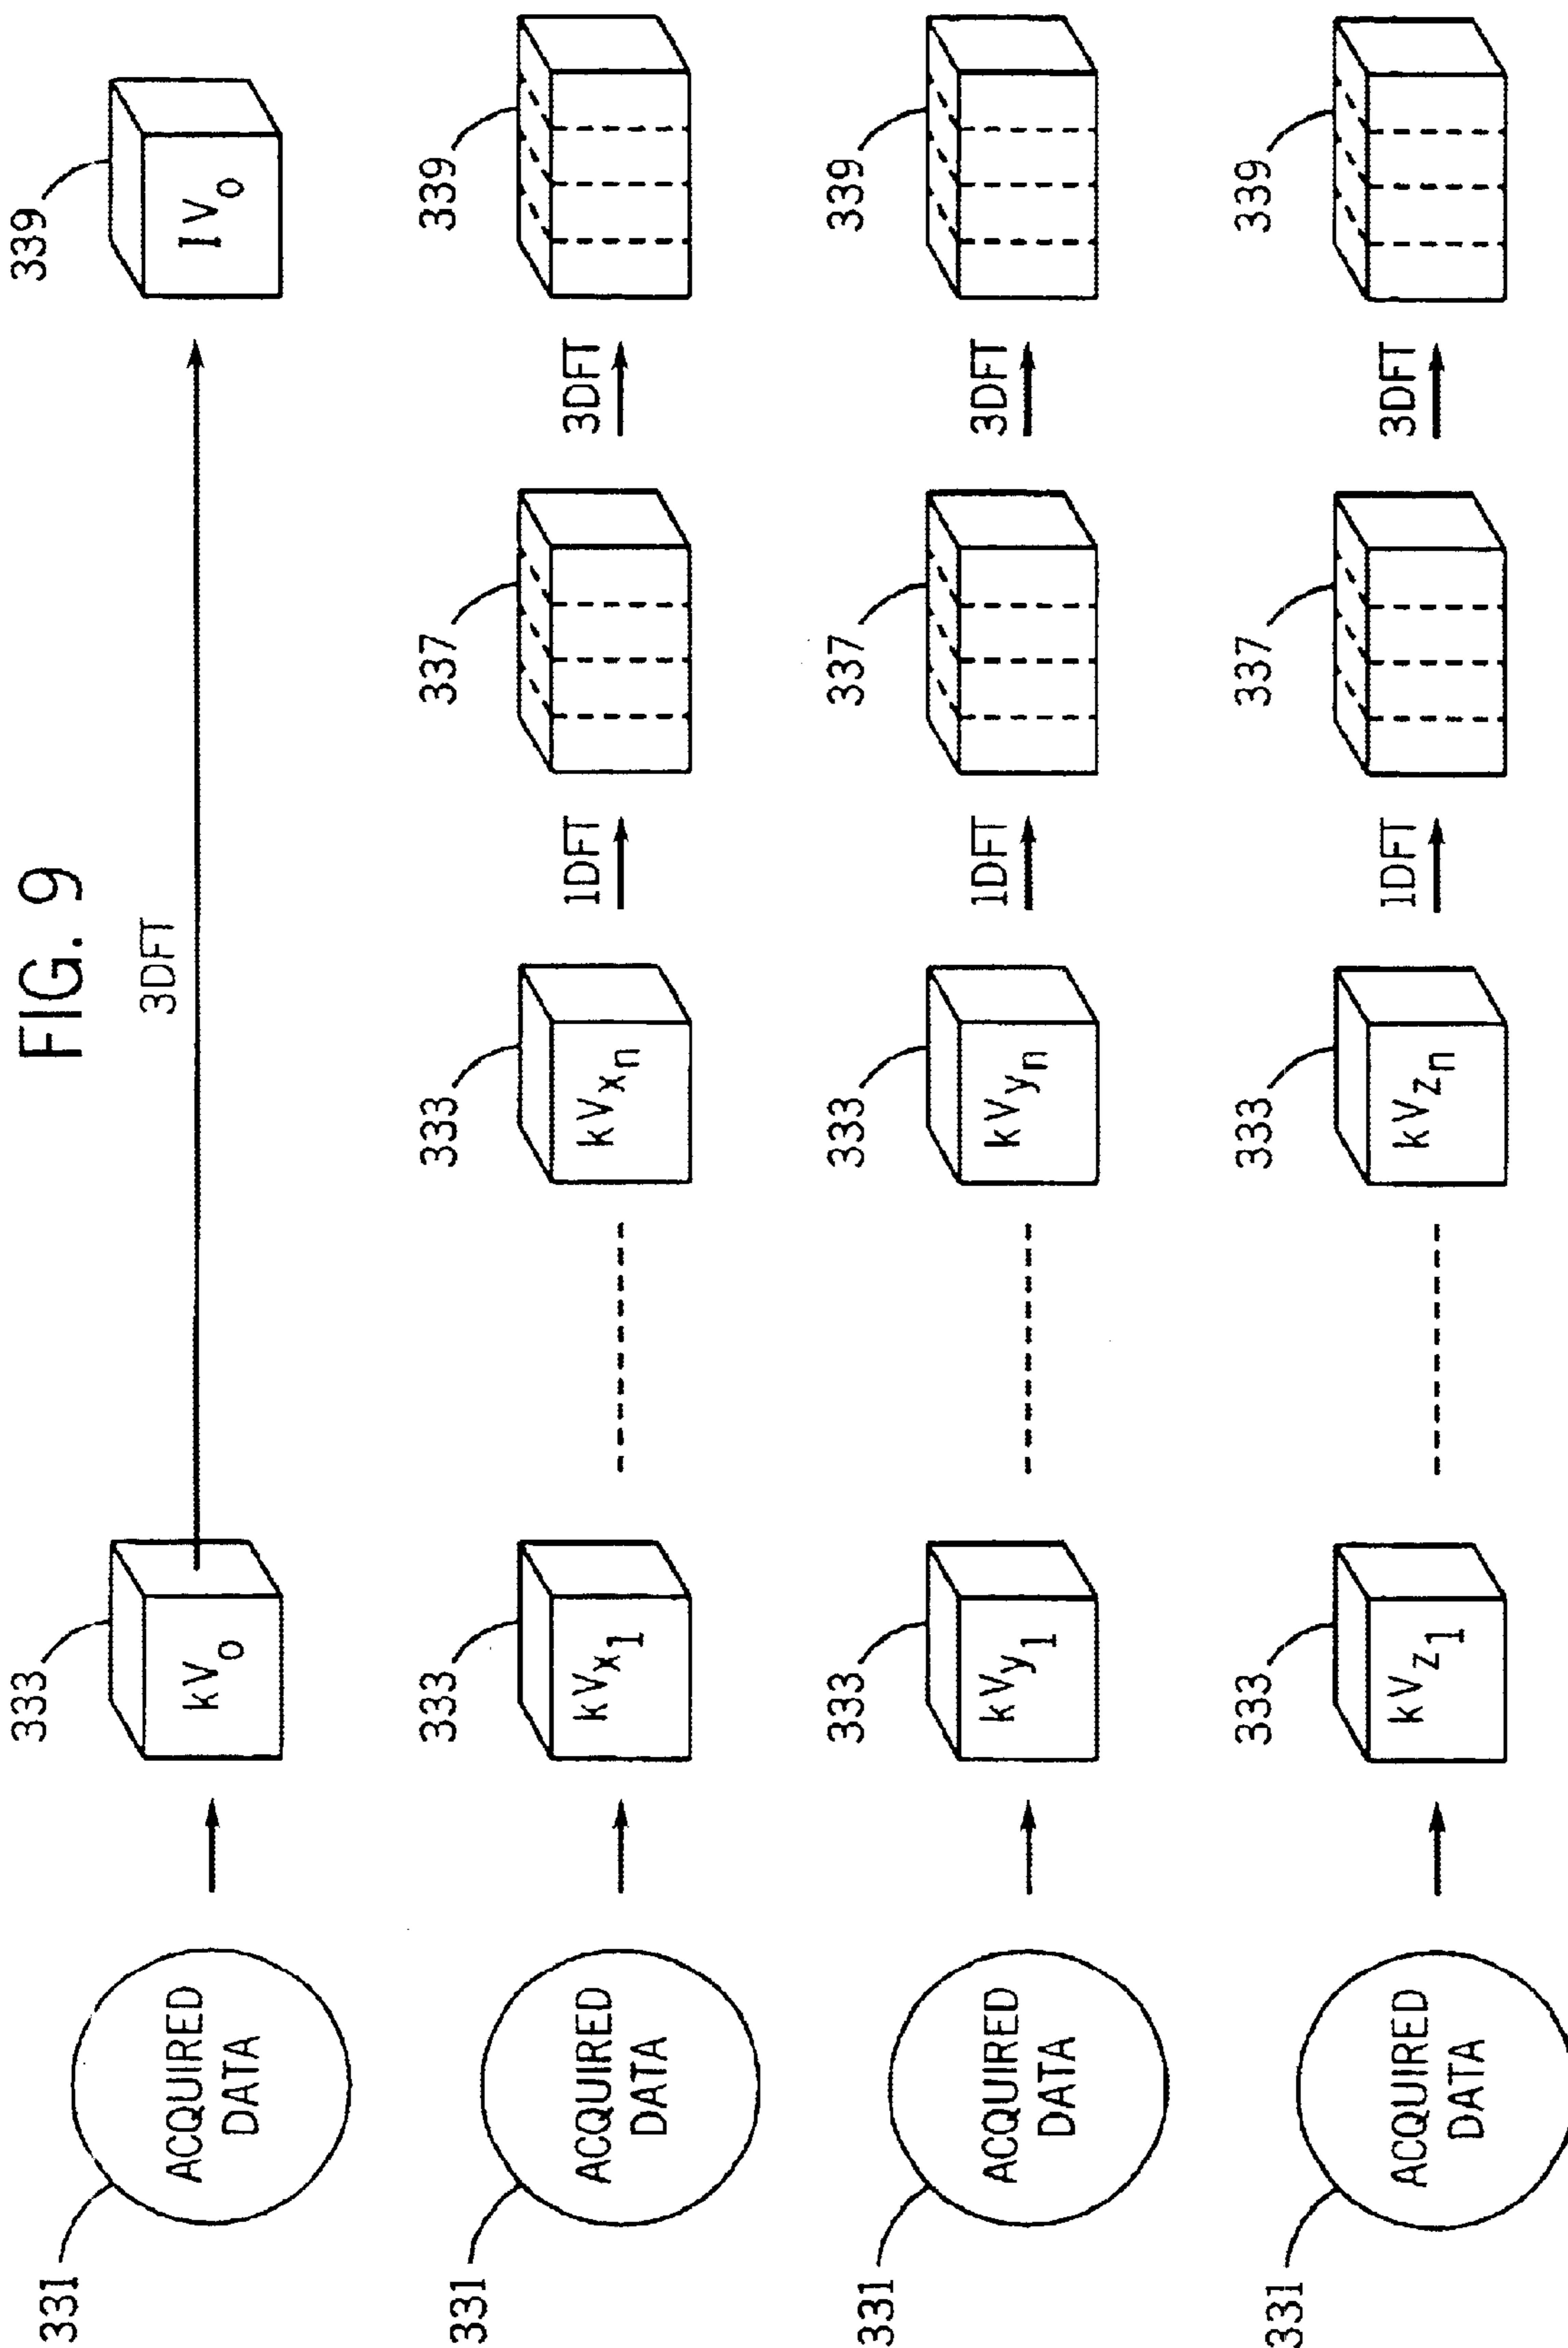 FIG. 9
331
ACQUIRED
DATA
333
kV₀
3DFT
339
IV₀
331
ACQUIRED
DATA
333
kVx₁
333
kVxₙ
1DFT
337
3DFT
339
331
ACQUIRED
DATA
333
kVy₁
333
kVyₙ
1DFT
337
3DFT
339
331
ACQUIRED
DATA
333
kVz₁
333
kVzₙ
1DFT
337
3DFT
339